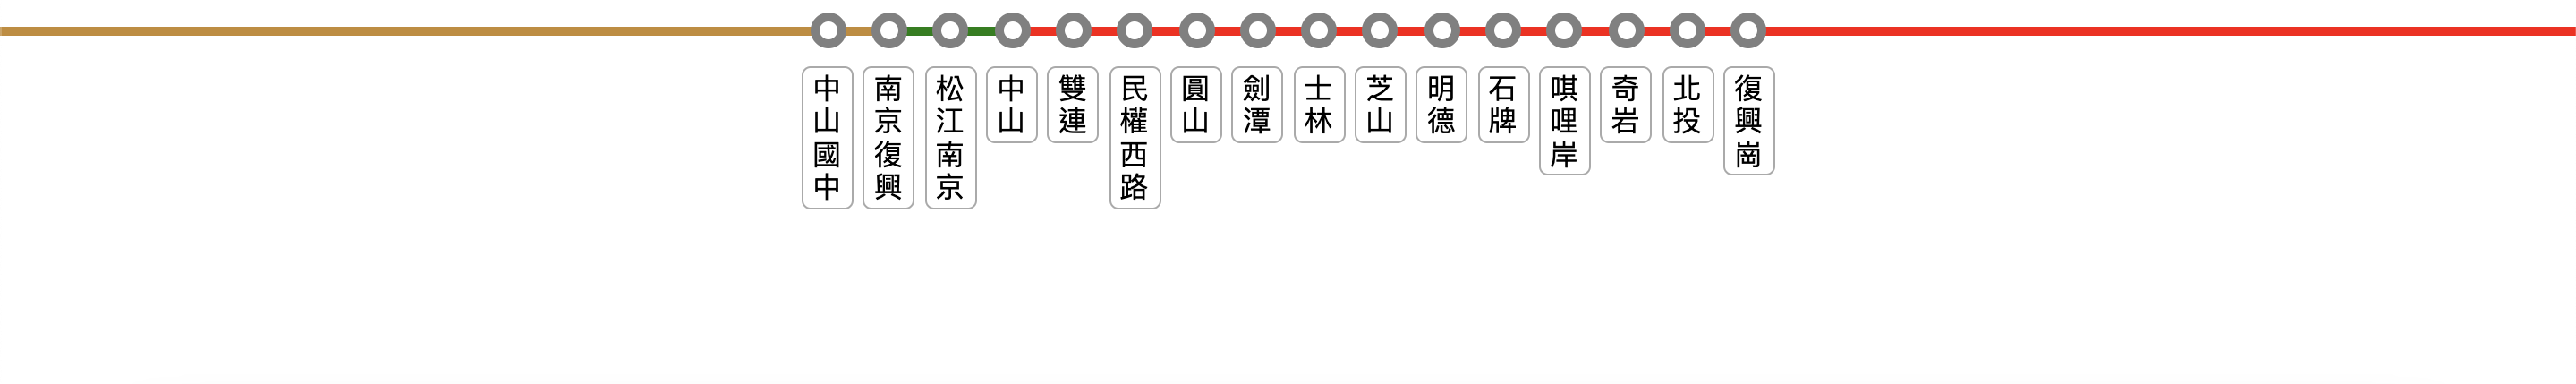 中山國中
南京復興
松江南京
中山
雙連
民權西路
圓山
劍潭
士林
芝山
明德
石牌
唭哩岸
奇岩
北投
復興崗